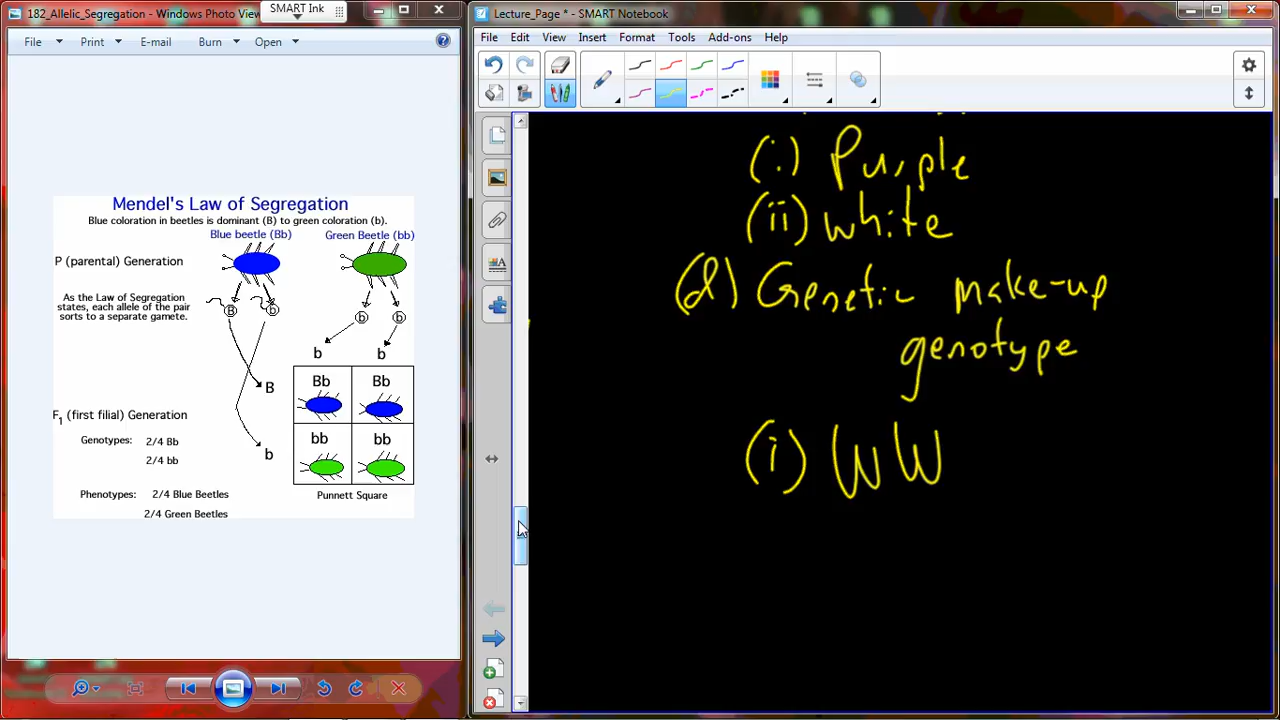 182_Allelic_Segregation - Windows Photo View
SMART Ink
File Print E-mail Burn Open
Mendel's Law of Segregation
Blue coloration in beetles is dominant (B) to green coloration (b).
Blue beetle (Bb) Green Beetle (bb)
P (parental) Generation
As the Law of Segregation
states, each allele of the pair
sorts to a separate gamete.
B b b b
b b
B
Bb Bb
F1 (first filial) Generation
Genotypes: 2/4 Bb
2/4 bb
b
bb bb
Phenotypes: 2/4 Blue Beetles
2/4 Green Beetles
Punnett Square
Lecture_Page * - SMART Notebook
File Edit View Insert Format Tools Add-ons Help
(i.) Purple
(ii) white
(d) Genetic make-up
genotype
(i) WW